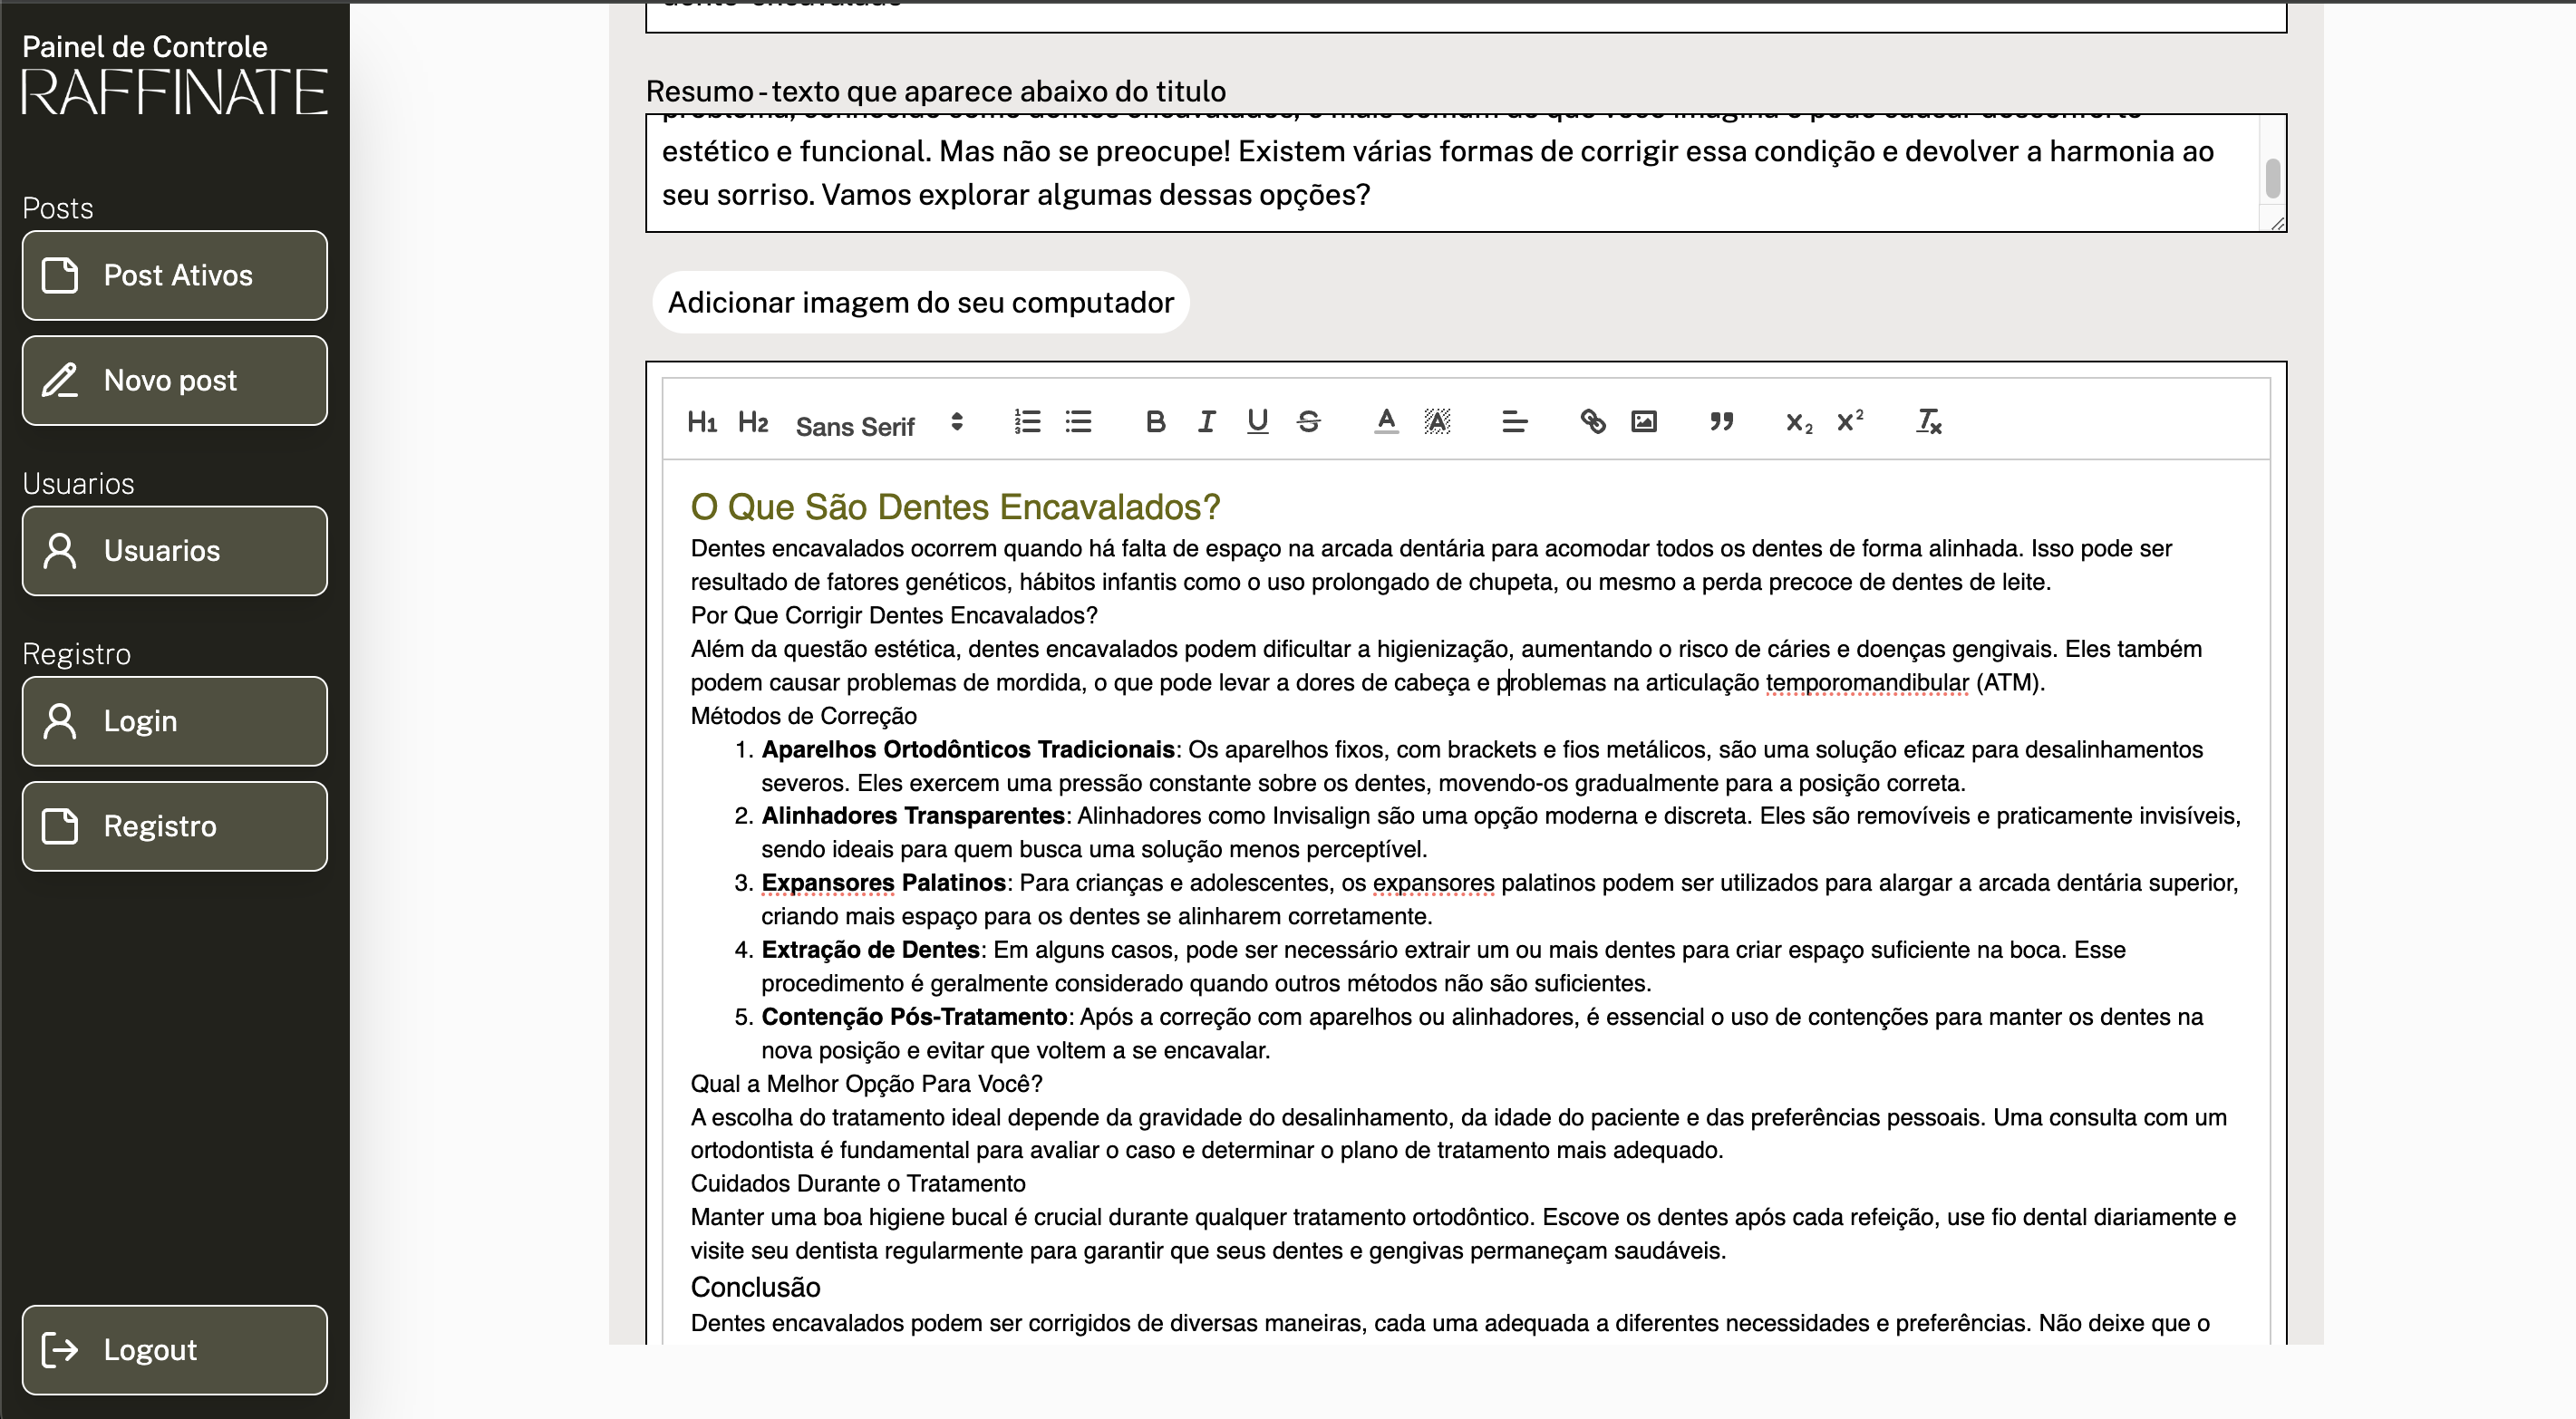 Painel de Controle
RAFFINATE
Posts
Post Ativos
Novo post
Usuarios
Usuarios
Registro
Login
Registro
Logout
Resumo - texto que aparece abaixo do titulo
estético e funcional. Mas não se preocupe! Existem várias formas de corrigir essa condição e devolver a harmonia ao
seu sorriso. Vamos explorar algumas dessas opções?
Adicionar imagem do seu computador
H1 H2 Sans Serif
O Que São Dentes Encavalados?
Dentes encavalados ocorrem quando há falta de espaço na arcada dentária para acomodar todos os dentes de forma alinhada. Isso pode ser
resultado de fatores genéticos, hábitos infantis como o uso prolongado de chupeta, ou mesmo a perda precoce de dentes de leite.
Por Que Corrigir Dentes Encavalados?
Além da questão estética, dentes encavalados podem dificultar a higienização, aumentando o risco de cáries e doenças gengivais. Eles também
podem causar problemas de mordida, o que pode levar a dores de cabeça e problemas na articulação temporomandibular (ATM).
Métodos de Correção
1. Aparelhos Ortodônticos Tradicionais: Os aparelhos fixos, com brackets e fios metálicos, são uma solução eficaz para desalinhamentos
severos. Eles exercem uma pressão constante sobre os dentes, movendo-os gradualmente para a posição correta.
2. Alinhadores Transparentes: Alinhadores como Invisalign são uma opção moderna e discreta. Eles são removíveis e praticamente invisíveis,
sendo ideais para quem busca uma solução menos perceptível.
3. Expansores Palatinos: Para crianças e adolescentes, os expansores palatinos podem ser utilizados para alargar a arcada dentária superior,
criando mais espaço para os dentes se alinharem corretamente.
4. Extração de Dentes: Em alguns casos, pode ser necessário extrair um ou mais dentes para criar espaço suficiente na boca. Esse
procedimento é geralmente considerado quando outros métodos não são suficientes.
5. Contenção Pós-Tratamento: Após a correção com aparelhos ou alinhadores, é essencial o uso de contenções para manter os dentes na
nova posição e evitar que voltem a se encavalar.
Qual a Melhor Opção Para Você?
A escolha do tratamento ideal depende da gravidade do desalinhamento, da idade do paciente e das preferências pessoais. Uma consulta com um
ortodontista é fundamental para avaliar o caso e determinar o plano de tratamento mais adequado.
Cuidados Durante o Tratamento
Manter uma boa higiene bucal é crucial durante qualquer tratamento ortodôntico. Escove os dentes após cada refeição, use fio dental diariamente e
visite seu dentista regularmente para garantir que seus dentes e gengivas permaneçam saudáveis.
Conclusão
Dentes encavalados podem ser corrigidos de diversas maneiras, cada uma adequada a diferentes necessidades e preferências. Não deixe que o